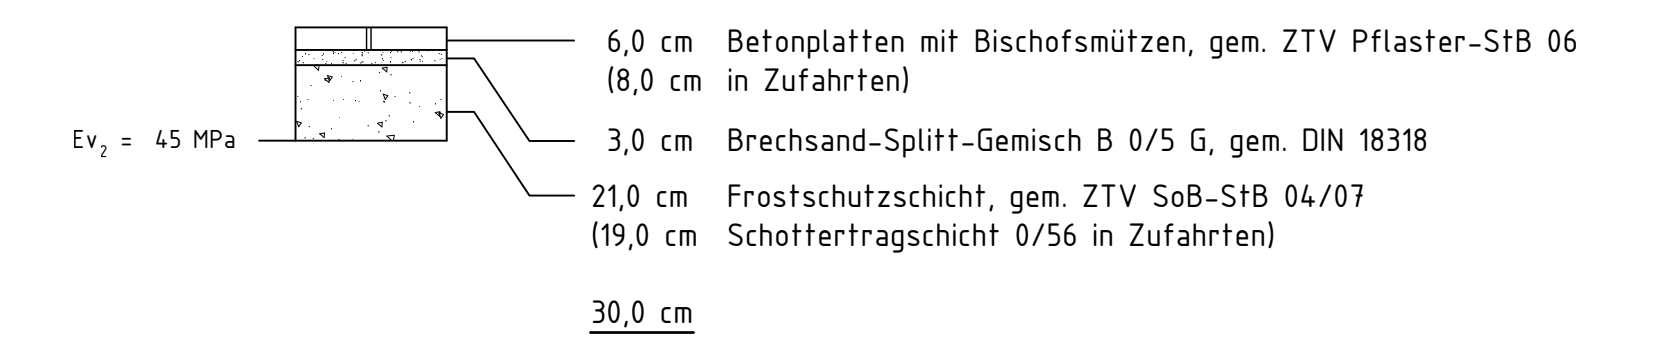 6,0 cm Betonplatten mit Bischofsmützen, gem. ZTV Pflaster-StB 06
(8,0 cm in Zufahrten)
Ev₂ = 45 MPa
3,0 cm Brechsand-Splitt-Gemisch B 0/5 G, gem. DIN 18318
21,0 cm Frostschutzschicht, gem. ZTV SoB-StB 04/07
(19,0 cm Schottertragschicht 0/56 in Zufahrten)
30,0 cm